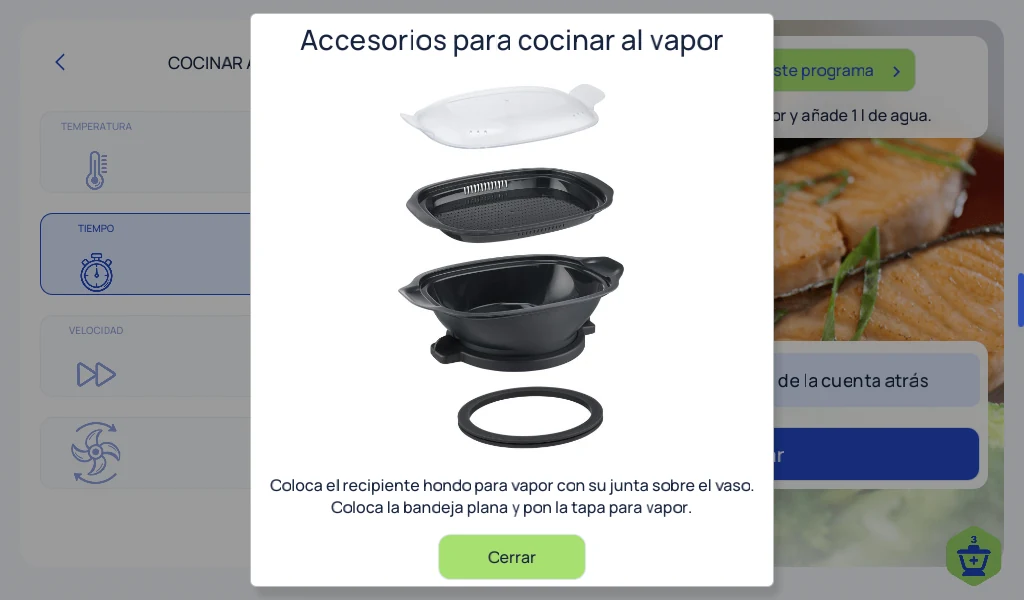 Accesorios para cocinar al vapor
COCINAR
ste programa
or y añade 1 l de agua.
TEMPERATURA
TIEMPO
VELOCIDAD
de la cuenta atrás
ar
Coloca el recipiente hondo para vapor con su junta sobre el vaso.
Coloca la bandeja plana y pon la tapa para vapor.
Cerrar
3